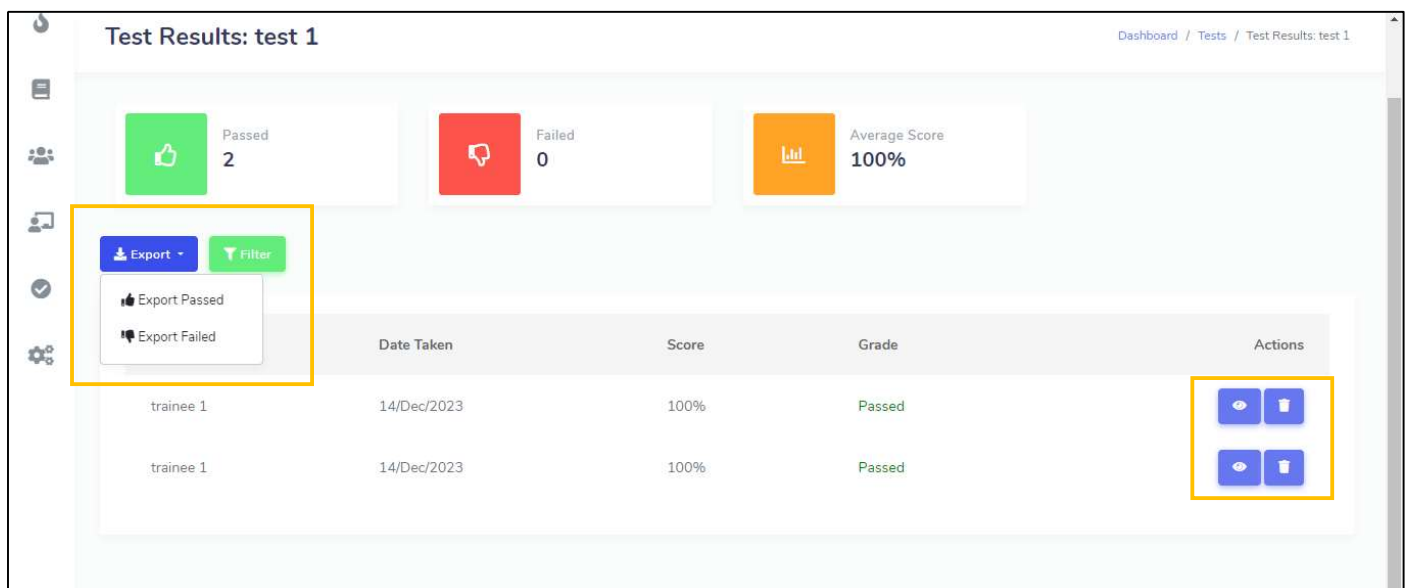 Test Results: test 1
Dashboard / Tests / Test Results: test 1
Passed
2
Failed
0
Average Score
100%
Export
Filter
Export Passed
Export Failed
Date Taken Score Grade Actions
trainee 1 14/Dec/2023 100% Passed
trainee 1 14/Dec/2023 100% Passed